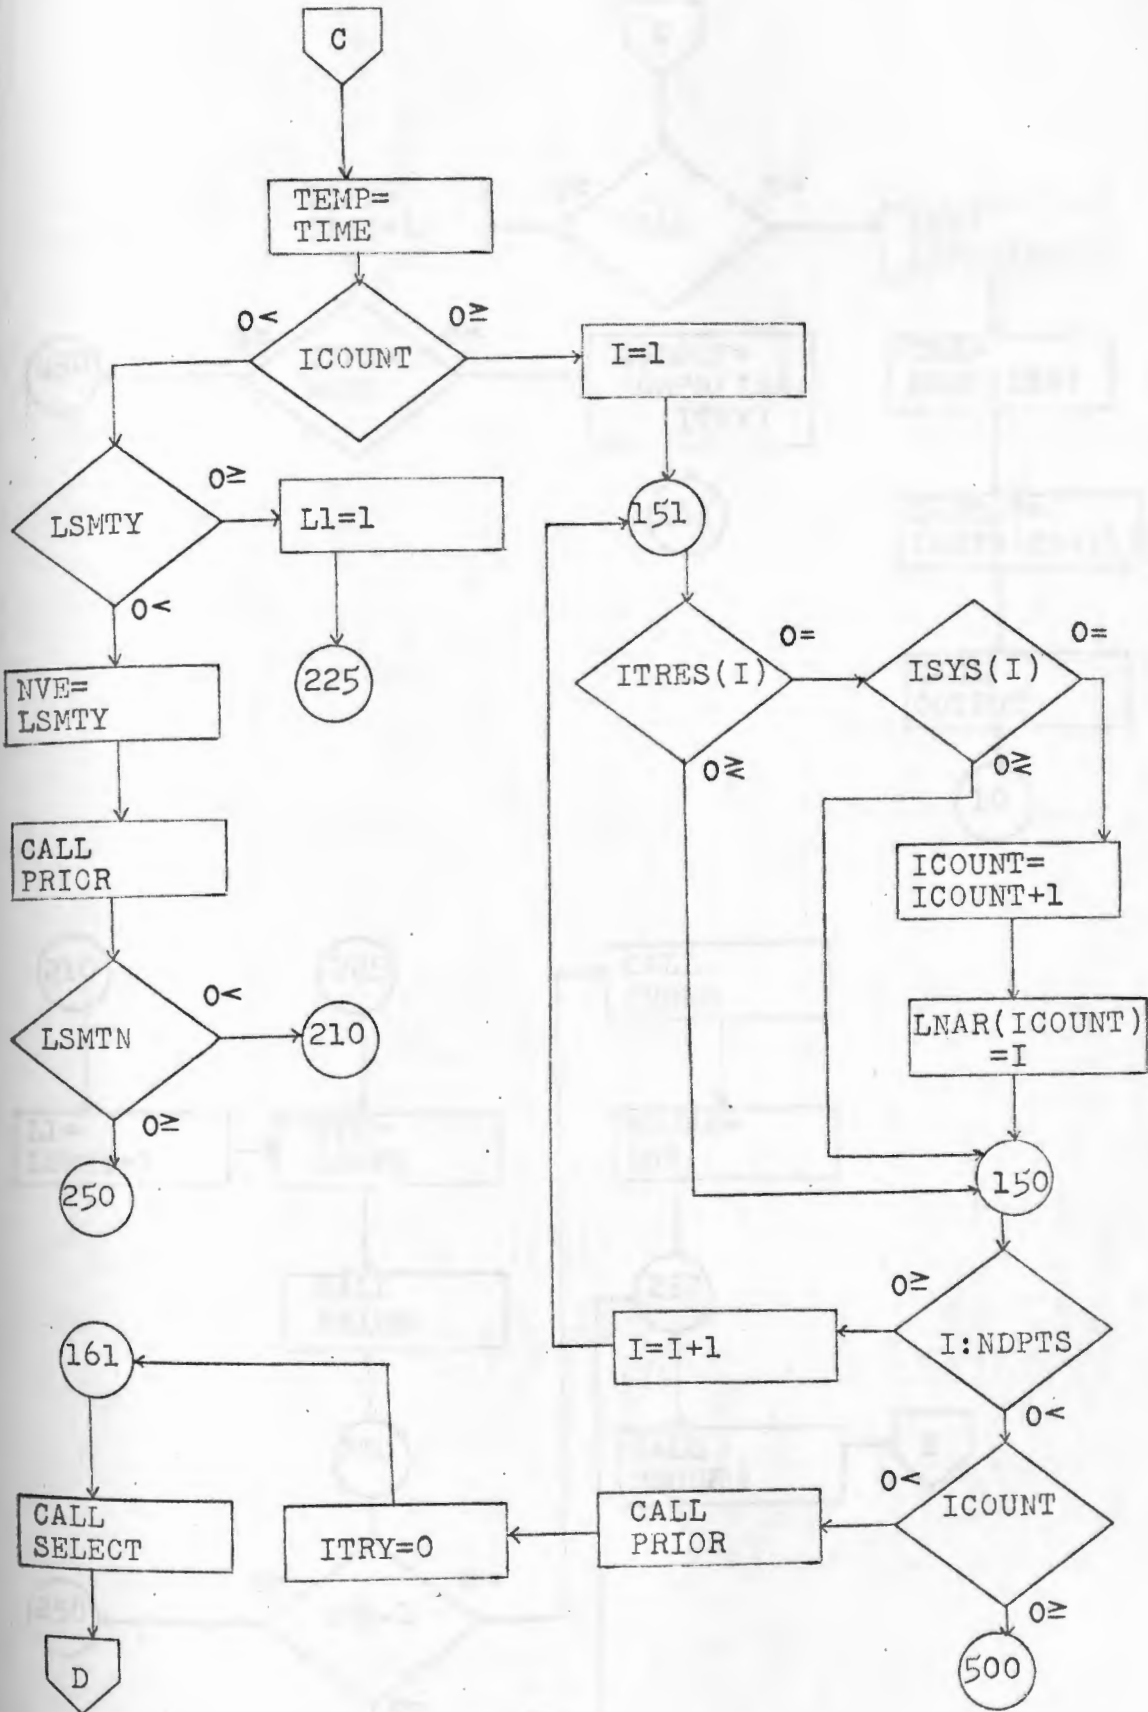 C
TEMP=
TIME
0<
0≥
ICOUNT
I=1
LSMTY
0≥
L1=1
0<
225
NVE=
LSMTY
CALL
PRIOR
LSMTN
0<
210
0≥
250
151
ITRES(I)
0=
0≷
ISYS(I)
0=
0≷
ICOUNT=
ICOUNT+1
LNAR(ICOUNT)
=I
150
I:NDPTS
0≥
I=I+1
0<
ICOUNT
0<
0≥
500
CALL
PRIOR
ITRY=0
161
CALL
SELECT
D